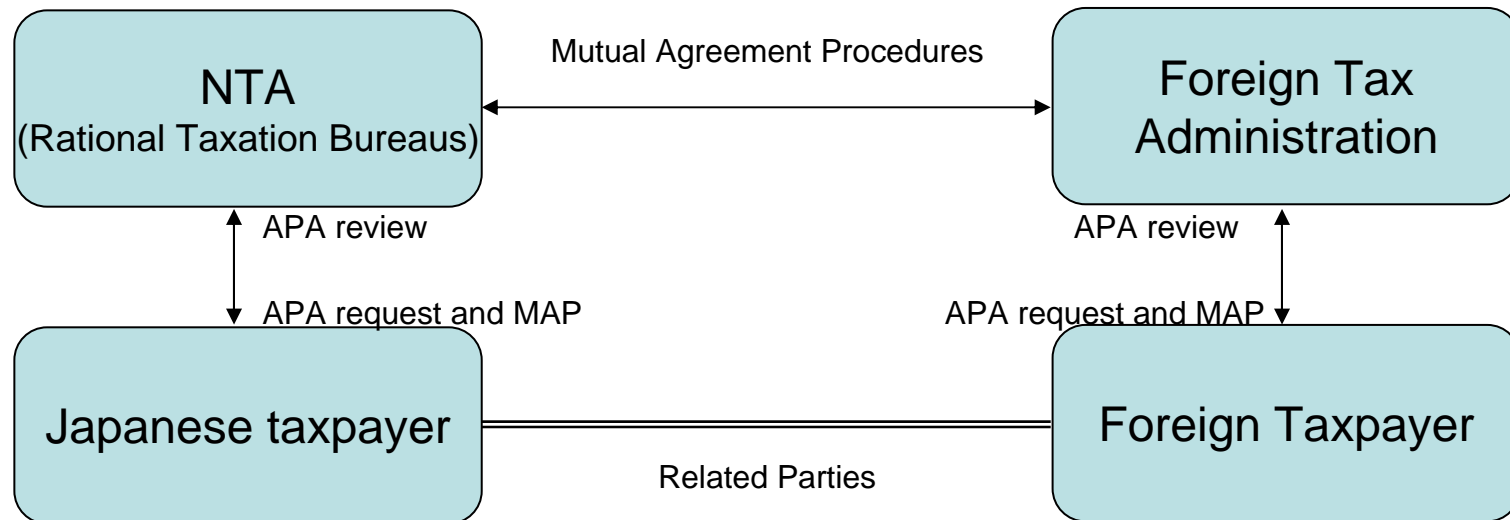 NTA
(Rational Taxation Bureaus)
Mutual Agreement Procedures
Foreign Tax
Administration
APA review
APA review
APA request and MAP
APA request and MAP
Japanese taxpayer
Foreign Taxpayer
Related Parties